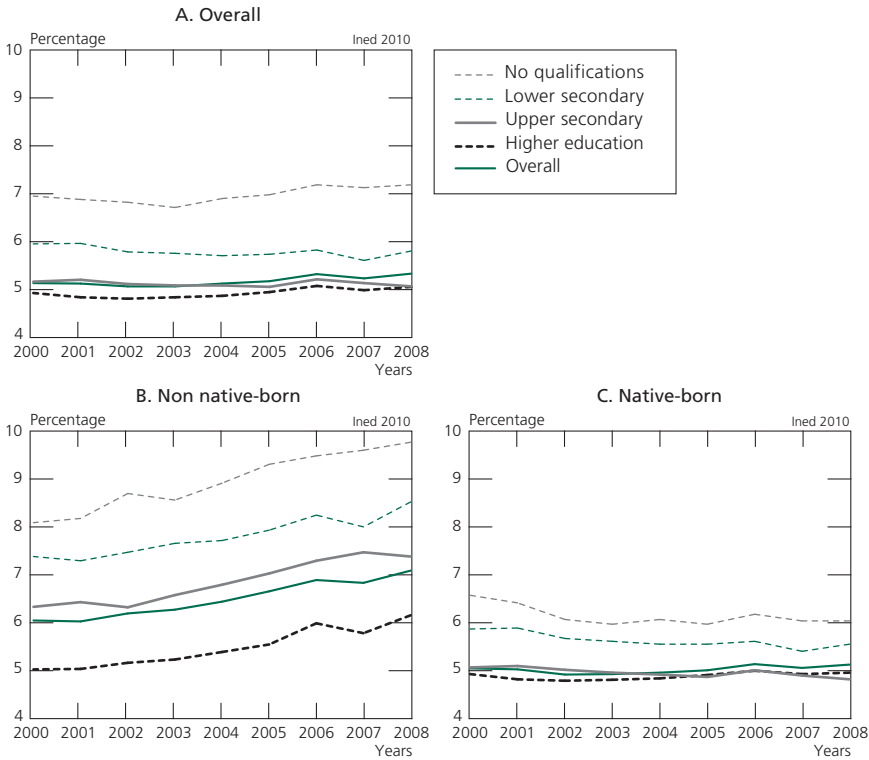 A. Overall
Percentage Ined 2010
10
9
8
7
6
5
4
2000 2001 2002 2003 2004 2005 2006 2007 2008
Years
No qualifications
Lower secondary
Upper secondary
Higher education
Overall
B. Non native-born
Percentage Ined 2010
10
9
8
7
6
5
4
2000 2001 2002 2003 2004 2005 2006 2007 2008
Years
C. Native-born
Percentage Ined 2010
10
9
8
7
6
5
4
2000 2001 2002 2003 2004 2005 2006 2007 2008
Years